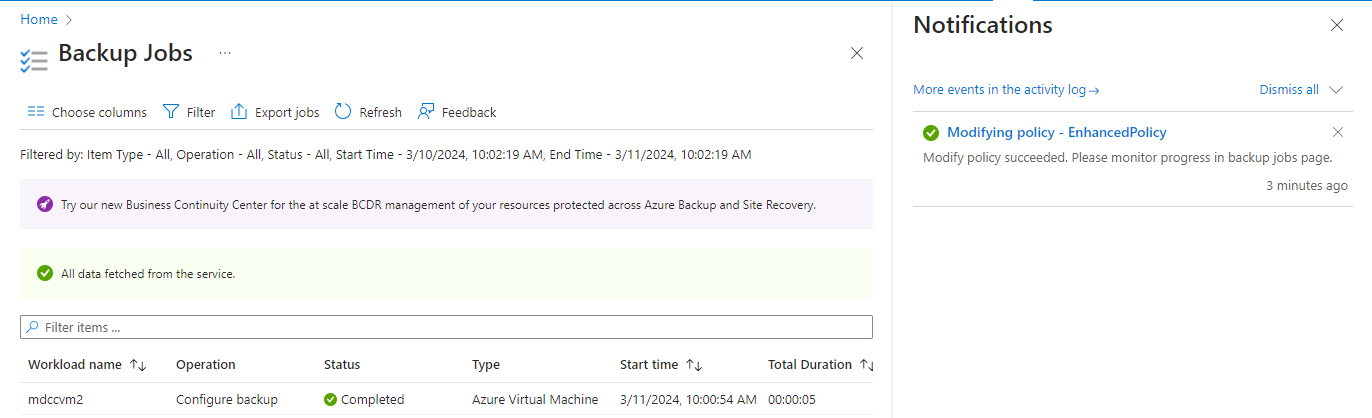 Home
Backup Jobs
Choose columns Filter Export jobs Refresh Feedback
Filtered by: Item Type - All, Operation - All, Status - All, Start Time - 3/10/2024, 10:02:19 AM, End Time - 3/11/2024, 10:02:19 AM
Try our new Business Continuity Center for the at scale BCDR management of your resources protected across Azure Backup and Site Recovery.
All data fetched from the service.
Filter items ...
Workload name Operation Status Type Start time Total Duration
mdccvm2 Configure backup Completed Azure Virtual Machine 3/11/2024, 10:00:54 AM 00:00:05
Notifications
More events in the activity log → Dismiss all
Modifying policy - EnhancedPolicy
Modify policy succeeded. Please monitor progress in backup jobs page.
3 minutes ago